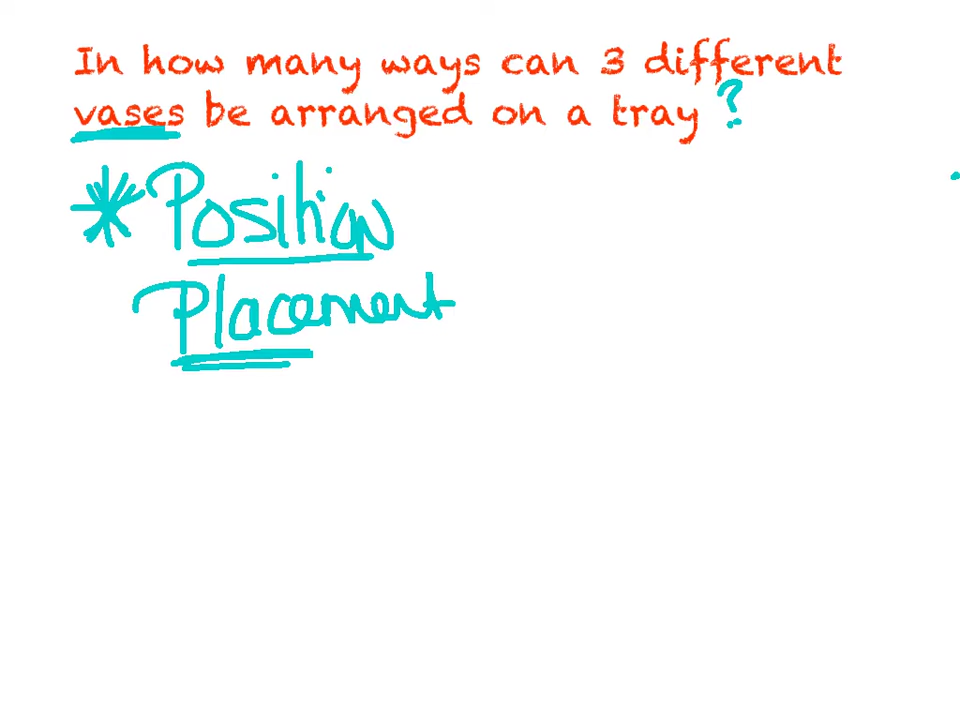 In how many ways can 3 different
vases be arranged on a tray ?
* Position
Placement